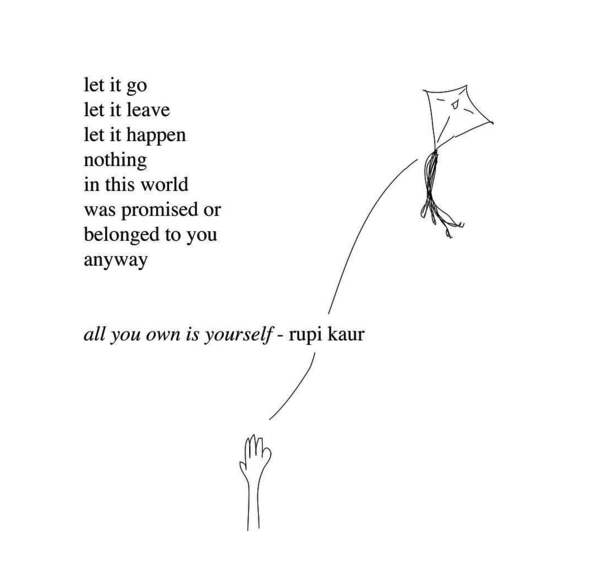 let it go
let it leave
let it happen
nothing
in this world
was promised or
belonged to you
anyway
all you own is yourself - rupi kaur